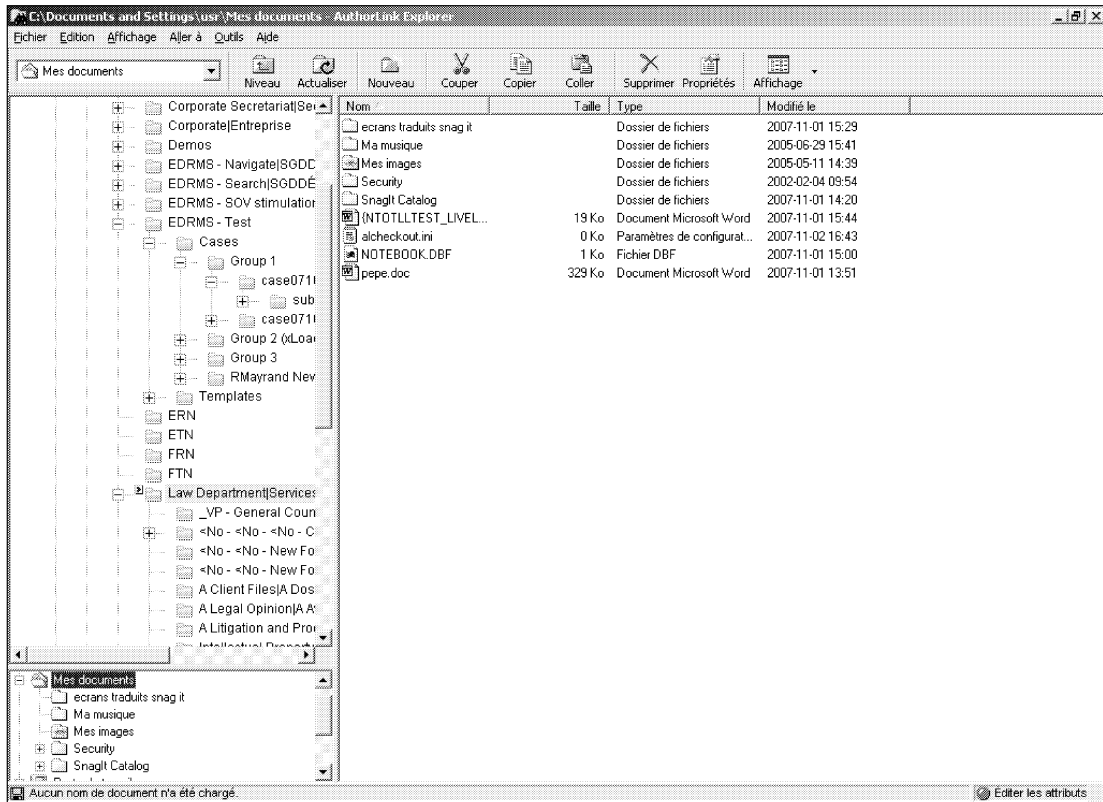 C:\Documents and Settings\usr\Mes documents - AuthorLink Explorer
Fichier Edition Affichage Aller à Outils Aide
Mes documents
Niveau Actualiser Nouveau Couper Copier Coller Supprimer Propriétés Affichage
Corporate Secretariat|Se
Corporate|Entreprise
Demos
EDRMS - Navigate|SGDD
EDRMS - Search|SGDDÉ
EDRMS - SOV stimulation
EDRMS - Test
Cases
Group 1
case071
sub
case071
Group 2 (xLoa
Group 3
RMayrand New
Templates
ERN
ETN
FRN
FTN
Law Department|Services
_VP - General Coun
<No - <No - <No - C
<No - <No - New Fo
<No - <No - New Fo
A Client Files|A Dos
A Legal Opinion|A A
A Litigation and Pro
Intellectual Property
Nom Taille Type Modifié le
ecrans traduits snag it Dossier de fichiers 2007-11-01 15:29
Ma musique Dossier de fichiers 2005-06-29 15:41
Mes images Dossier de fichiers 2005-05-11 14:39
Security Dossier de fichiers 2002-02-04 09:54
SnagIt Catalog Dossier de fichiers 2007-11-01 14:20
{NTOTLLTEST_LIVEL... 19 Ko Document Microsoft Word 2007-11-01 15:44
alcheckout.ini 0 Ko Paramètres de configurat... 2007-11-02 16:43
NOTEBOOK.DBF 1 Ko Fichier DBF 2007-11-01 15:00
pepe.doc 329 Ko Document Microsoft Word 2007-11-01 13:51
Mes documents
ecrans traduits snag it
Ma musique
Mes images
Security
SnagIt Catalog
Aucun nom de document n'a été chargé. Éditer les attributs